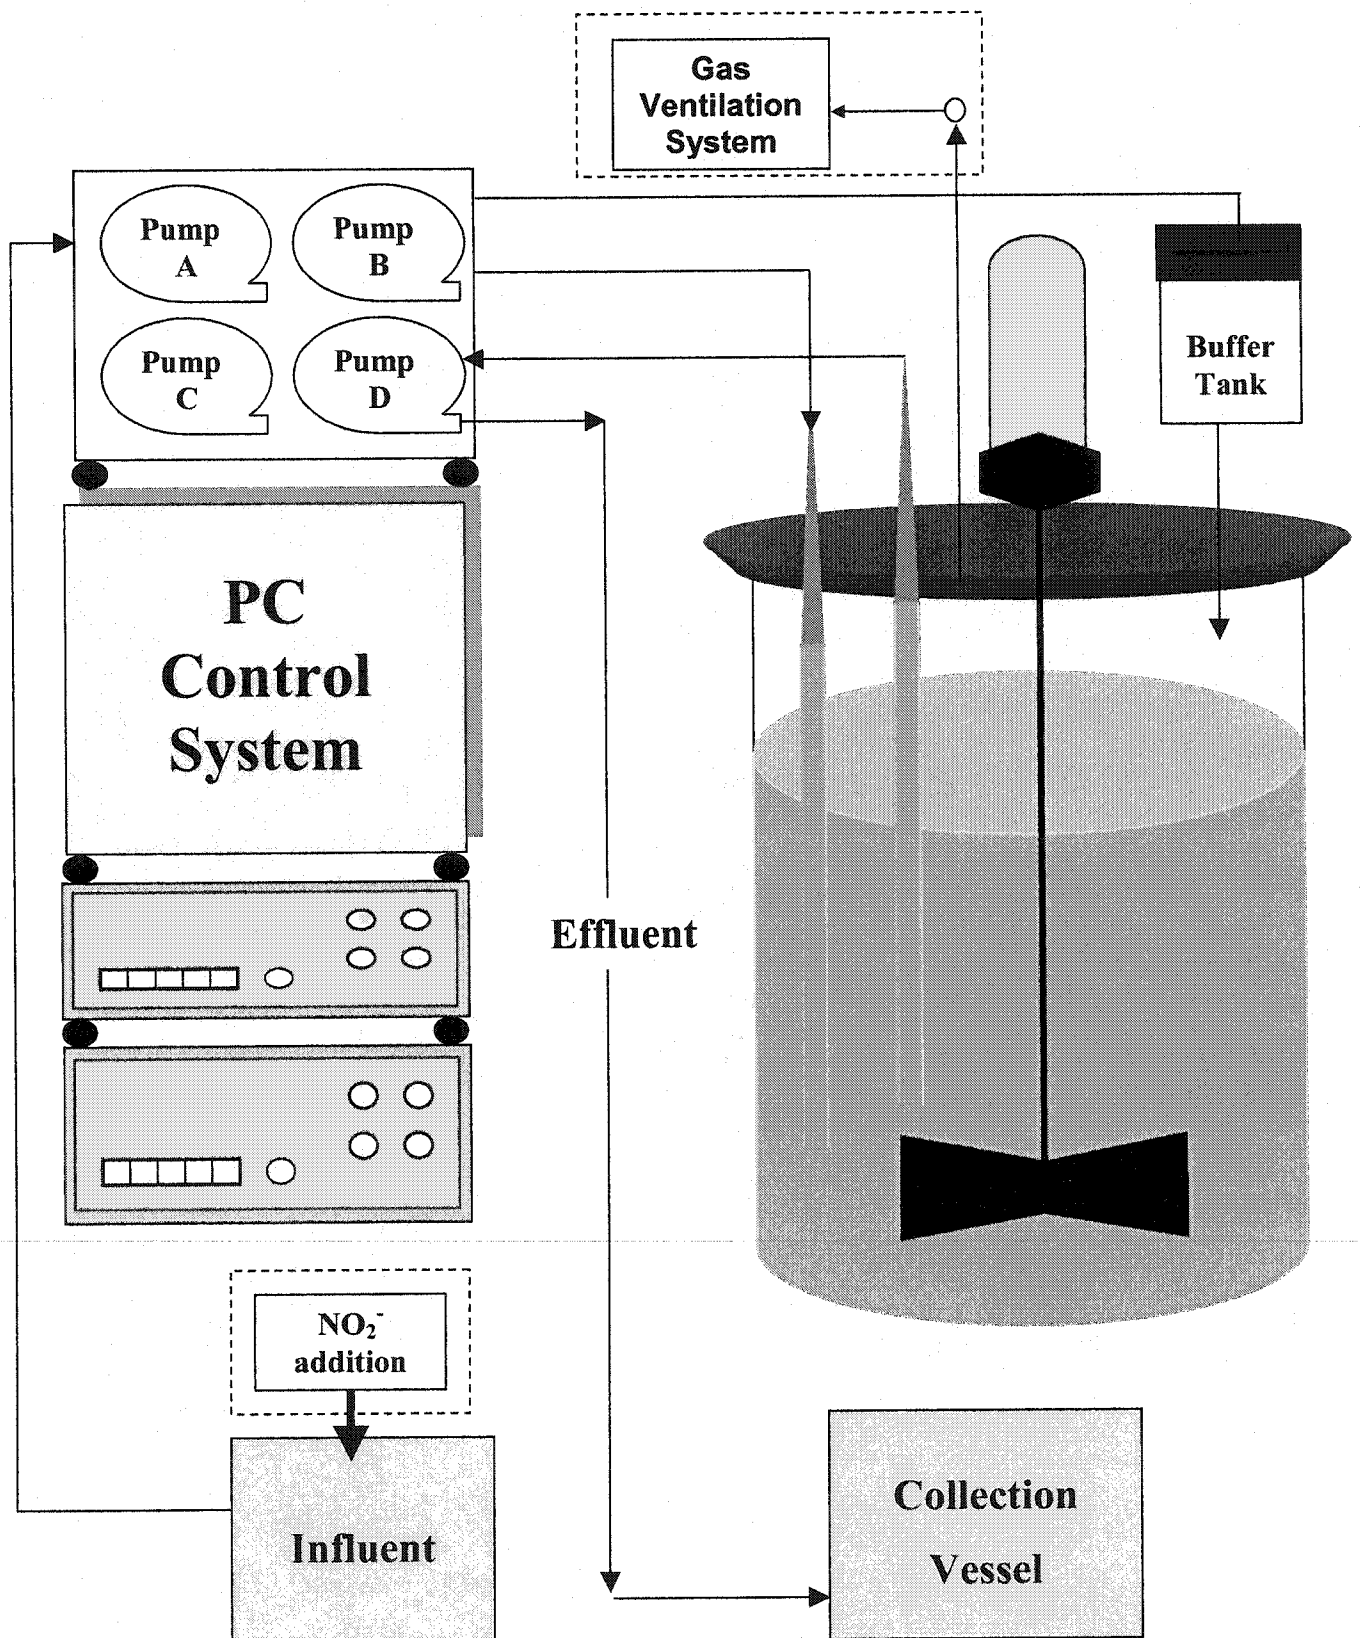 Gas
Ventilation
System
Pump
A
Pump
B
Pump
C
Pump
D
Buffer
Tank
PC
Control
System
Effluent
NO₂⁻
addition
Influent
Collection
Vessel